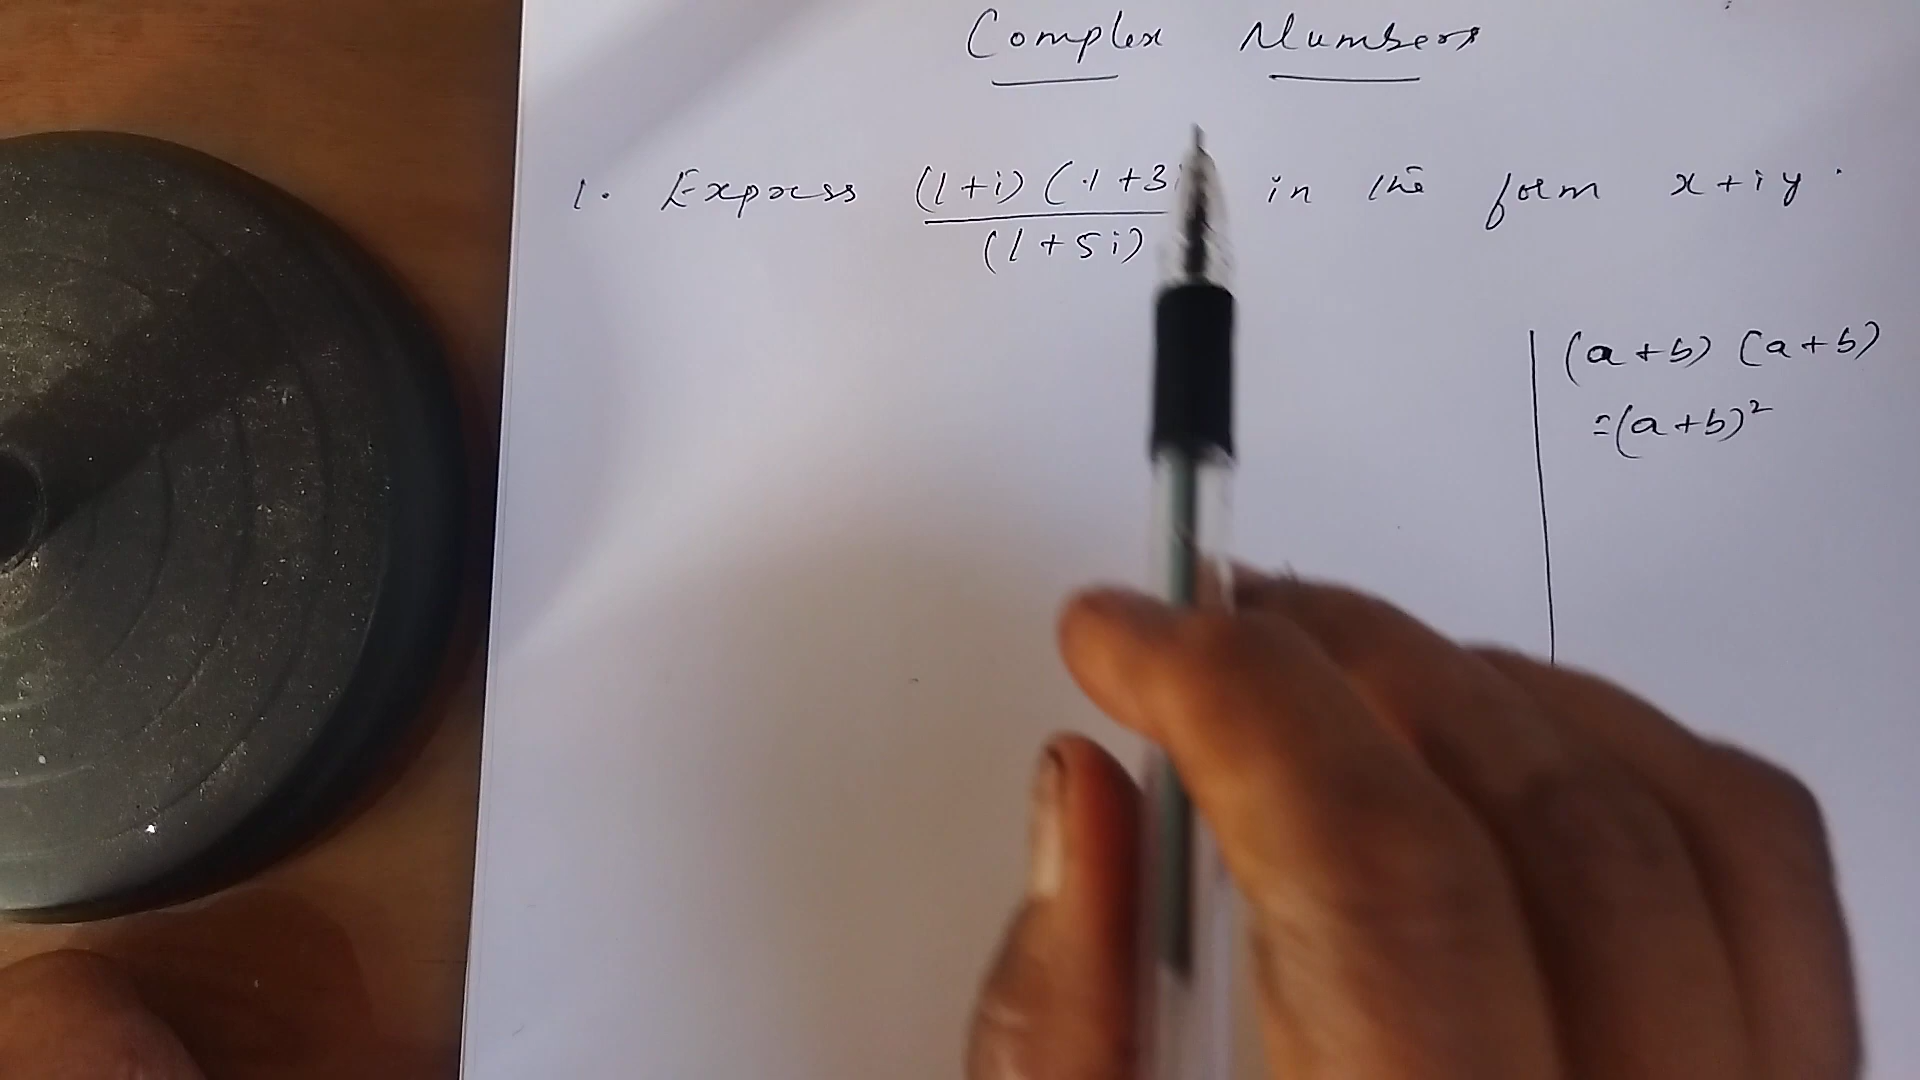 Complex Numbers
1. Express (1+i) (1+3i in the form x+iy.
(1+5i)
(a+b) (a+b)
=(a+b)²